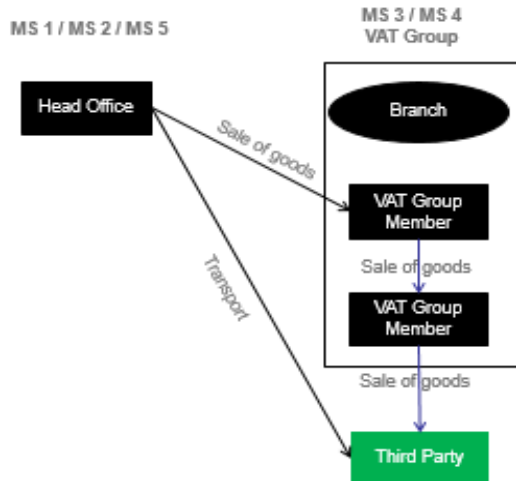 MS 1 / MS 2 / MS 5
MS 3 / MS 4
VAT Group
Head Office
Branch
Sale of goods
VAT Group
Member
Sale of goods
Transport
VAT Group
Member
Sale of goods
Third Party